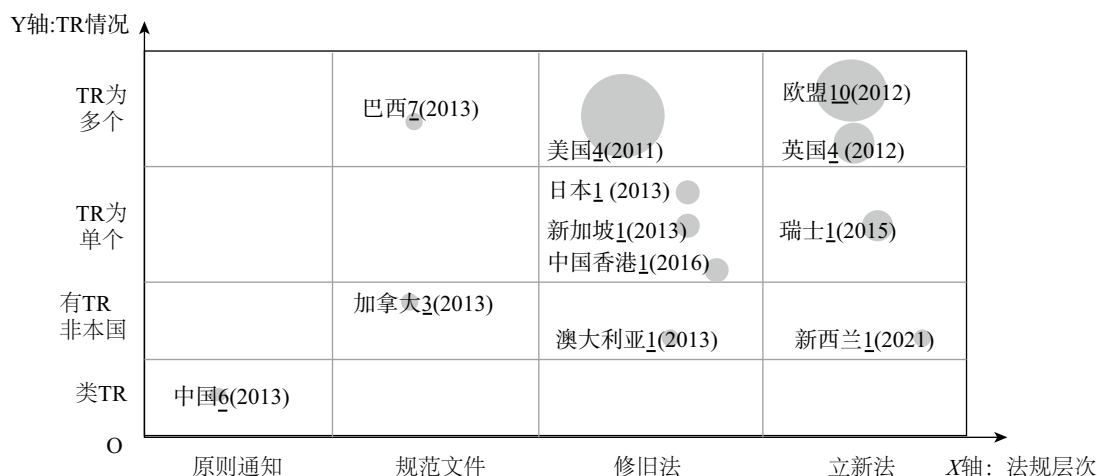 Y轴:TR情况
TR为
多个
巴西7(2013)
美国4(2011)
欧盟10(2012)
英国4 (2012)
TR为
单个
日本1 (2013)
新加坡1(2013)
中国香港1(2016)
瑞士1(2015)
有TR
非本国
加拿大3(2013)
澳大利亚1(2013)
新西兰1(2021)
类TR
中国6(2013)
O
原则通知
规范文件
修旧法
立新法
X轴：法规层次